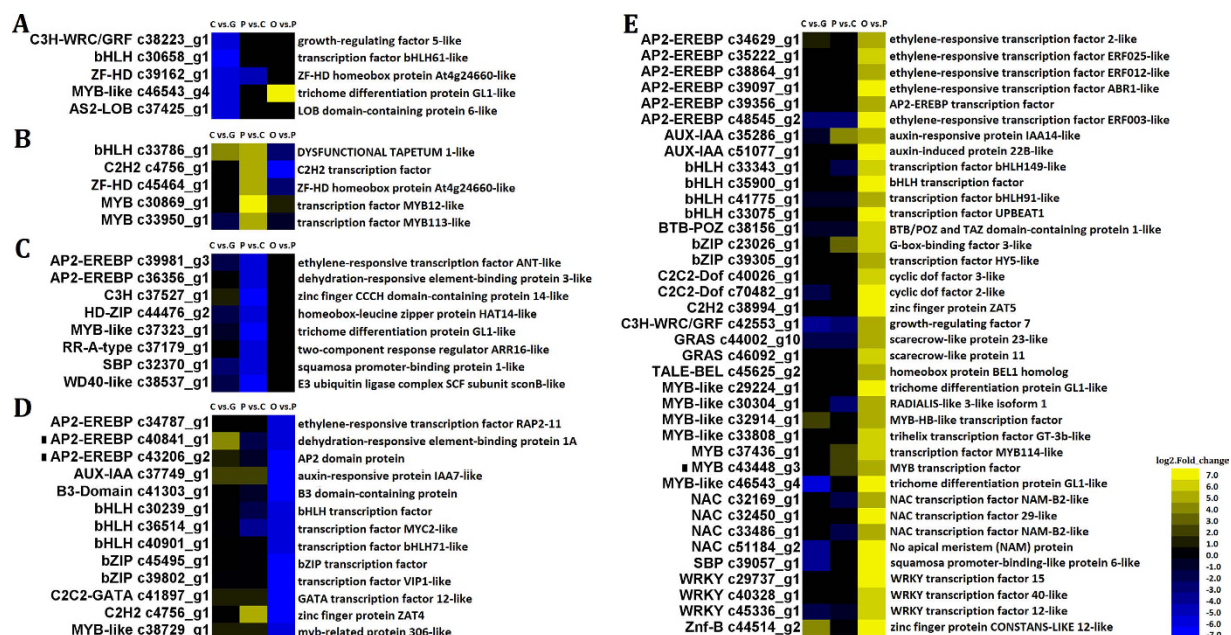 A
C vs.G P vs.C O vs.P
C3H-WRC/GRF c38223_g1 growth-regulating factor 5-like
bHLH c30658_g1 transcription factor bHLH61-like
ZF-HD c39162_g1 ZF-HD homeobox protein At4g24660-like
MYB-like c46543_g4 trichome differentiation protein GL1-like
AS2-LOB c37425_g1 LOB domain-containing protein 6-like
B
C vs.G P vs.C O vs.P
bHLH c33786_g1 DYSFUNCTIONAL TAPETUM 1-like
C2H2 c4756_g1 C2H2 transcription factor
ZF-HD c45464_g1 ZF-HD homeobox protein At4g24660-like
MYB c30869_g1 transcription factor MYB12-like
MYB c33950_g1 transcription factor MYB113-like
C
C vs.G P vs.C O vs.P
AP2-EREBP c39981_g3 ethylene-responsive transcription factor ANT-like
AP2-EREBP c36356_g1 dehydration-responsive element-binding protein 3-like
C3H c37527_g1 zinc finger CCCH domain-containing protein 14-like
HD-ZIP c44476_g2 homeobox-leucine zipper protein HAT14-like
MYB-like c37323_g1 trichome differentiation protein GL1-like
RR-A-type c37179_g1 two-component response regulator ARR16-like
SBP c32370_g1 squamosa promoter-binding protein 1-like
WD40-like c38537_g1 E3 ubiquitin ligase complex SCF subunit sconB-like
D
C vs.G P vs.C O vs.P
AP2-EREBP c34787_g1 ethylene-responsive transcription factor RAP2-11
AP2-EREBP c40841_g1 dehydration-responsive element-binding protein 1A
AP2-EREBP c43206_g2 AP2 domain protein
AUX-IAA c37749_g1 auxin-responsive protein IAA7-like
B3-Domain c41303_g1 B3 domain-containing protein
bHLH c30239_g1 bHLH transcription factor
bHLH c36514_g1 transcription factor MYC2-like
bHLH c40901_g1 transcription factor bHLH71-like
bZIP c45495_g1 bZIP transcription factor
bZIP c39802_g1 transcription factor VIP1-like
C2C2-GATA c41897_g1 GATA transcription factor 12-like
C2H2 c4756_g1 zinc finger protein ZAT4
MYB-like c38729_g1 myb-related protein 306-like
E
C vs.G P vs.C O vs.P
AP2-EREBP c34629_g1 ethylene-responsive transcription factor 2-like
AP2-EREBP c35222_g1 ethylene-responsive transcription factor ERF025-like
AP2-EREBP c38864_g1 ethylene-responsive transcription factor ERF012-like
AP2-EREBP c39097_g1 ethylene-responsive transcription factor ABR1-like
AP2-EREBP c39356_g1 AP2-EREBP transcription factor
AP2-EREBP c48545_g2 ethylene-responsive transcription factor ERF003-like
AUX-IAA c35286_g1 auxin-responsive protein IAA14-like
AUX-IAA c51077_g1 auxin-induced protein 22B-like
bHLH c33343_g1 transcription factor bHLH149-like
bHLH c35900_g1 bHLH transcription factor
bHLH c41775_g1 transcription factor bHLH91-like
bHLH c33075_g1 transcription factor UPBEAT1
BTB-POZ c38156_g1 BTB/POZ and TAZ domain-containing protein 1-like
bZIP c23026_g1 G-box-binding factor 3-like
bZIP c39305_g1 transcription factor HY5-like
C2C2-Dof c40026_g1 cyclic dof factor 3-like
C2C2-Dof c70482_g1 cyclic dof factor 2-like
C2H2 c38994_g1 zinc finger protein ZAT5
C3H-WRC/GRF c42553_g1 growth-regulating factor 7
GRAS c44002_g10 scarecrow-like protein 23-like
GRAS c46092_g1 scarecrow-like protein 11
TALE-BEL c45625_g2 homeobox protein BEL1 homolog
MYB-like c29224_g1 trichome differentiation protein GL1-like
MYB-like c30304_g1 RADIALIS-like 3-like isoform 1
MYB-like c32914_g1 MYB-HB-like transcription factor
MYB-like c33808_g1 trihelix transcription factor GT-3b-like
MYB c37436_g1 transcription factor MYB114-like
MYB c43448_g3 MYB transcription factor
MYB-like c46543_g4 trichome differentiation protein GL1-like
NAC c32169_g1 NAC transcription factor NAM-B2-like
NAC c32450_g1 NAC transcription factor 29-like
NAC c33486_g1 NAC transcription factor NAM-B2-like
NAC c51184_g2 No apical meristem (NAM) protein
SBP c39057_g1 squamosa promoter-binding-like protein 6-like
WRKY c29737_g1 WRKY transcription factor 15
WRKY c40328_g1 WRKY transcription factor 40-like
WRKY c45336_g1 WRKY transcription factor 12-like
Znf-B c44514_g2 zinc finger protein CONSTANS-LIKE 12-like
log2.Fold_change
7.0
6.0
5.0
4.0
3.0
2.0
1.0
-1.0
-2.0
-3.0
-4.0
-5.0
-6.0
-7.0